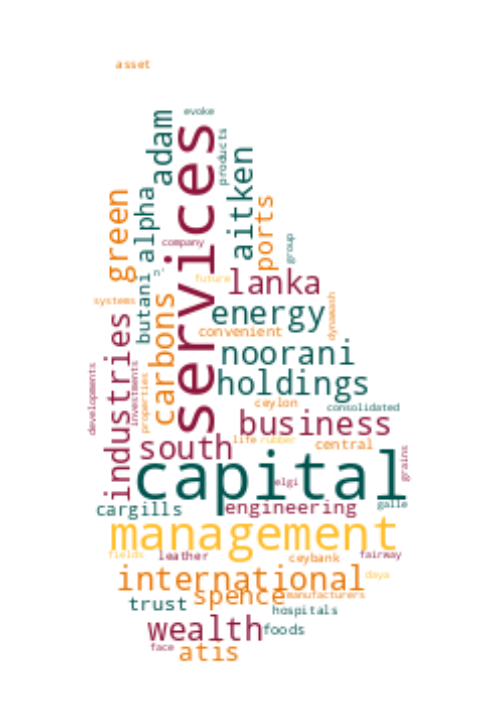 asset
evoke
adam
services
products
aitken
green
alpha
ports
company
group
n'
future
lanka
systems
butani
carbons
energy
dynawash
convenient
industries
noorani
developments
investments
properties
holdings
ceylon
consolidated
business
south
life
rubber
central
capital
elgi
grains
cargills
engineering
galle
management
fields
leather
ceybank
fairway
international
daya
spence
manufacturers
trust
hospitals
wealth
foods
face
atis